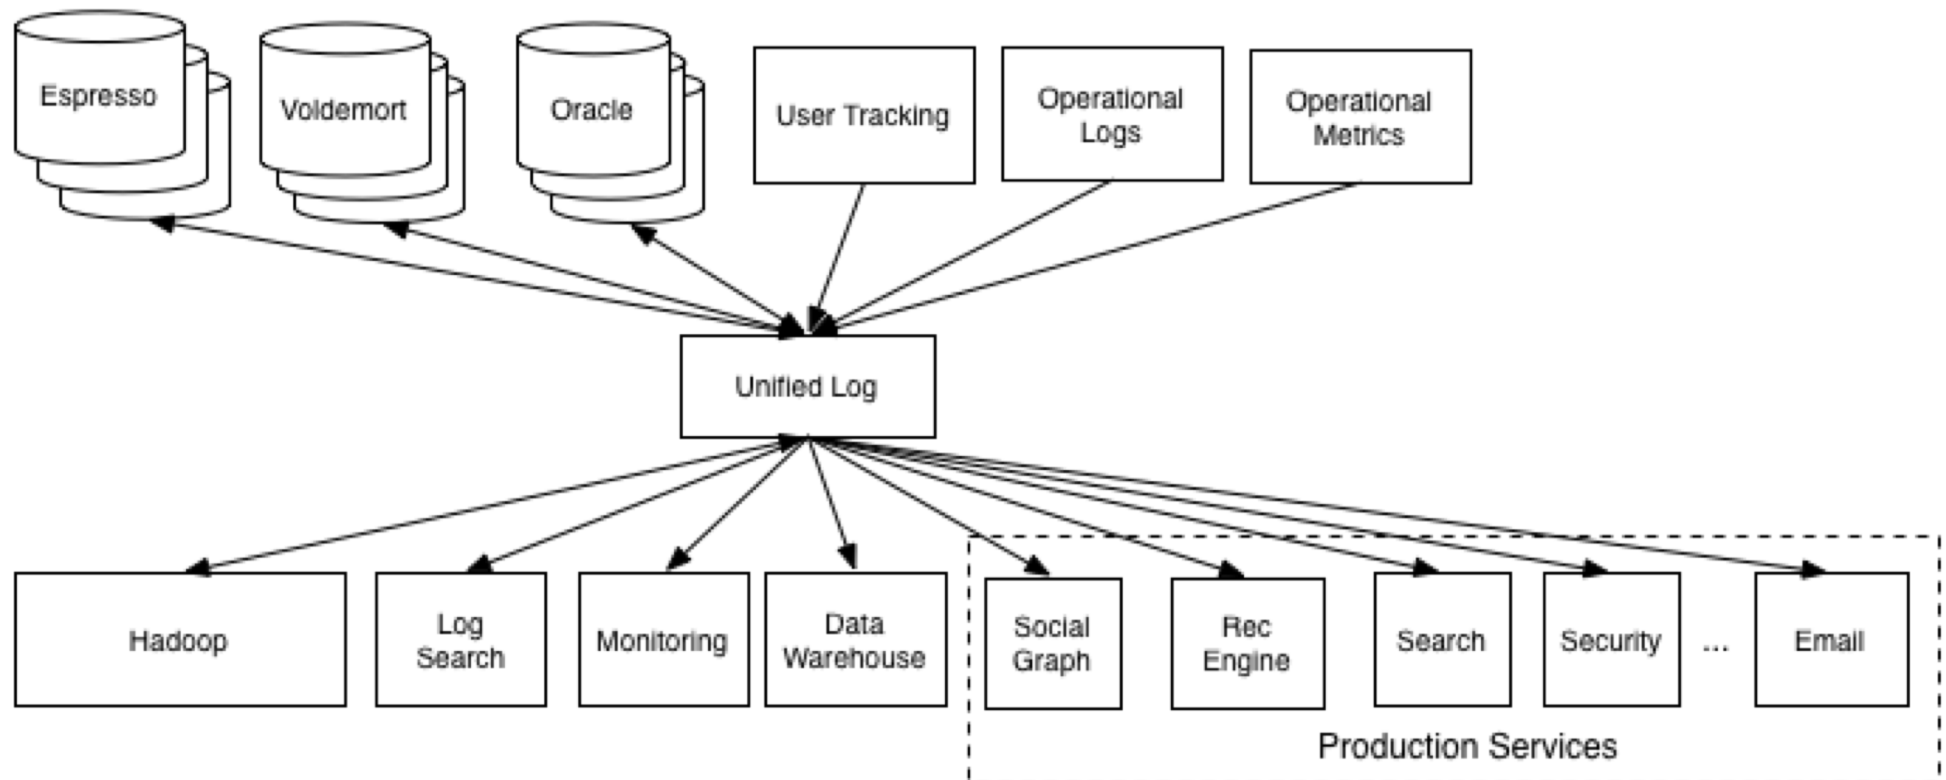 Espresso
Voldemort
Oracle
User Tracking
Operational
Logs
Operational
Metrics
Unified Log
Hadoop
Log
Search
Monitoring
Data
Warehouse
Social
Graph
Rec
Engine
Search
Security
...
Email
Production Services